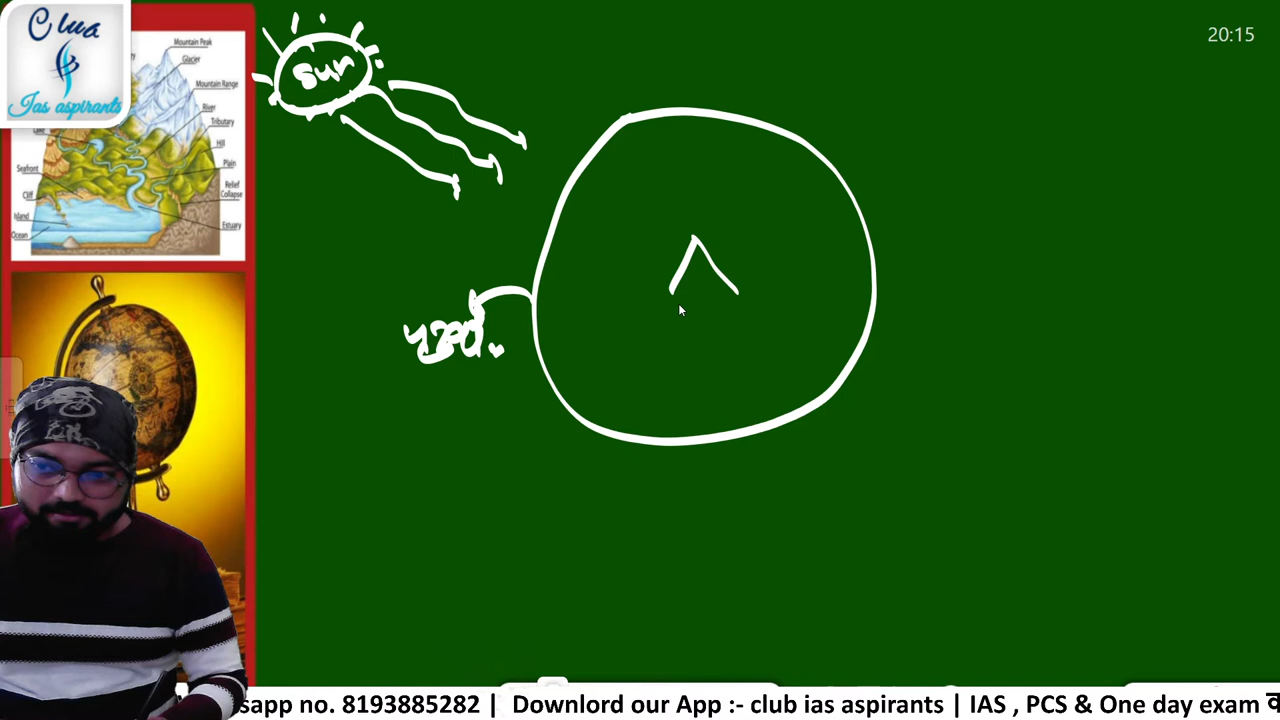 Club
Ias aspirants
20:15
sun
Mountain Peak
Glacier
Mountain Range
River
Tributary
Hill
Plain
Relief
Collapse
Estuary
Lake
Seafront
Cliff
Island
Ocean
sapp no. 8193885282 | Downlord our App :- club ias aspirants | IAS , PCS & One day exam